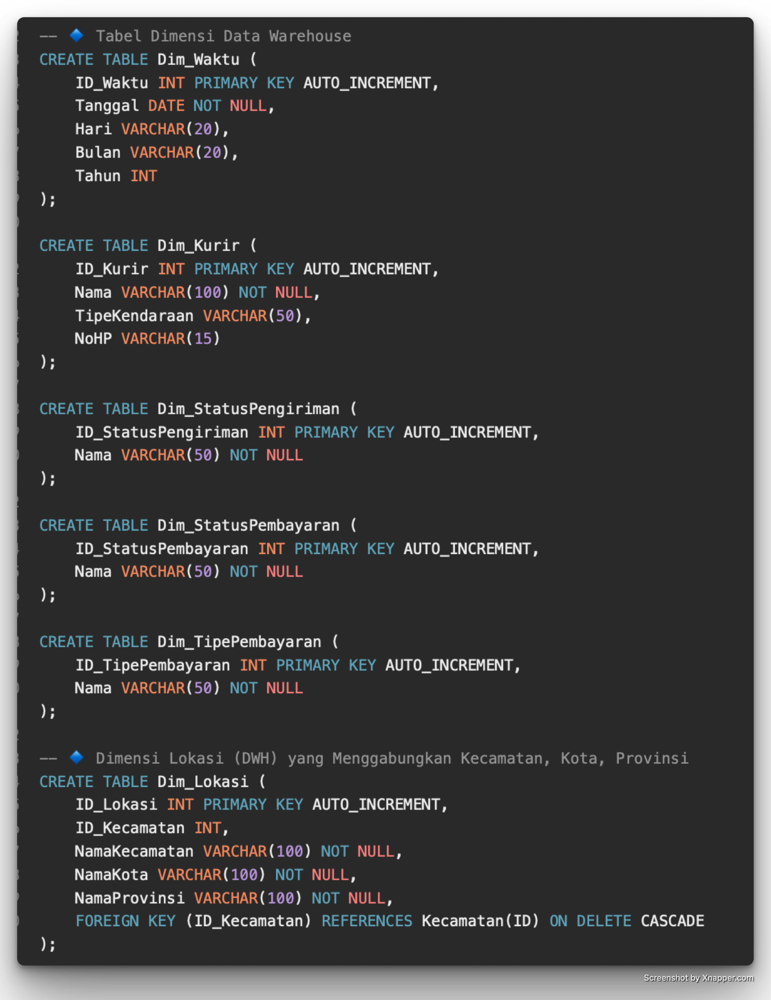 -- 🔷 Tabel Dimensi Data Warehouse
CREATE TABLE Dim_Waktu (
    ID_Waktu INT PRIMARY KEY AUTO_INCREMENT,
    Tanggal DATE NOT NULL,
    Hari VARCHAR(20),
    Bulan VARCHAR(20),
    Tahun INT
);

CREATE TABLE Dim_Kurir (
    ID_Kurir INT PRIMARY KEY AUTO_INCREMENT,
    Nama VARCHAR(100) NOT NULL,
    TipeKendaraan VARCHAR(50),
    NoHP VARCHAR(15)
);

CREATE TABLE Dim_StatusPengiriman (
    ID_StatusPengiriman INT PRIMARY KEY AUTO_INCREMENT,
    Nama VARCHAR(50) NOT NULL
);

CREATE TABLE Dim_StatusPembayaran (
    ID_StatusPembayaran INT PRIMARY KEY AUTO_INCREMENT,
    Nama VARCHAR(50) NOT NULL
);

CREATE TABLE Dim_TipePembayaran (
    ID_TipePembayaran INT PRIMARY KEY AUTO_INCREMENT,
    Nama VARCHAR(50) NOT NULL
);

-- 🔷 Dimensi Lokasi (DWH) yang Menggabungkan Kecamatan, Kota, Provinsi
CREATE TABLE Dim_Lokasi (
    ID_Lokasi INT PRIMARY KEY AUTO_INCREMENT,
    ID_Kecamatan INT,
    NamaKecamatan VARCHAR(100) NOT NULL,
    NamaKota VARCHAR(100) NOT NULL,
    NamaProvinsi VARCHAR(100) NOT NULL,
    FOREIGN KEY (ID_Kecamatan) REFERENCES Kecamatan(ID) ON DELETE CASCADE
);
Screenshot by Xnapper.com